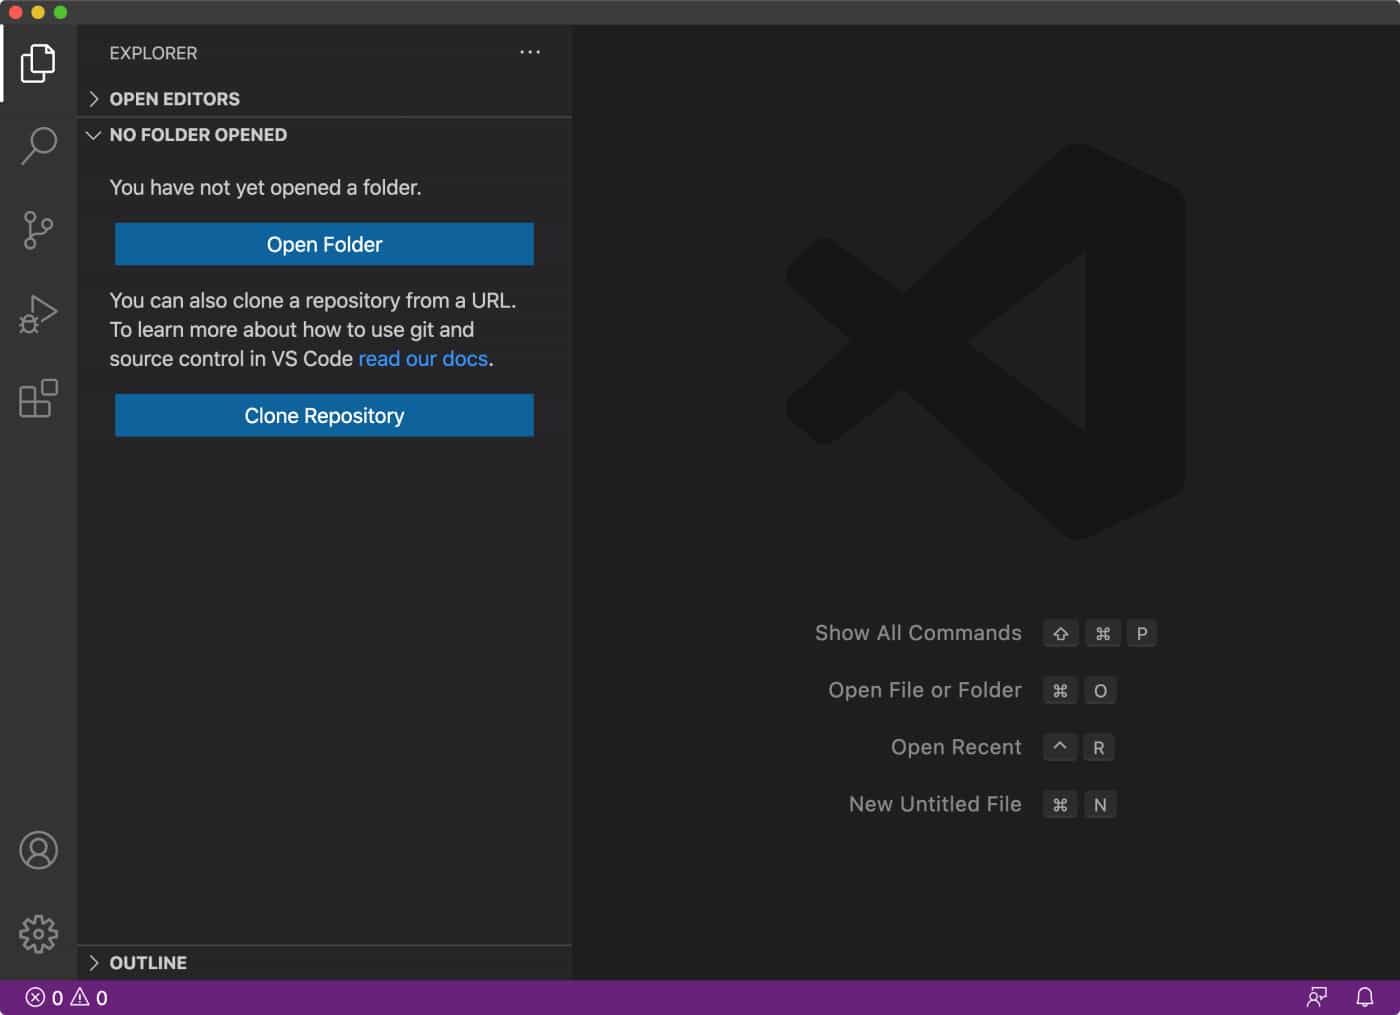 EXPLORER
OPEN EDITORS
NO FOLDER OPENED
You have not yet opened a folder.
Open Folder
You can also clone a repository from a URL.
To learn more about how to use git and
source control in VS Code read our docs.
Clone Repository
OUTLINE
Show All Commands ⇧ ⌘ P
Open File or Folder ⌘ O
Open Recent ^ R
New Untitled File ⌘ N
0 0